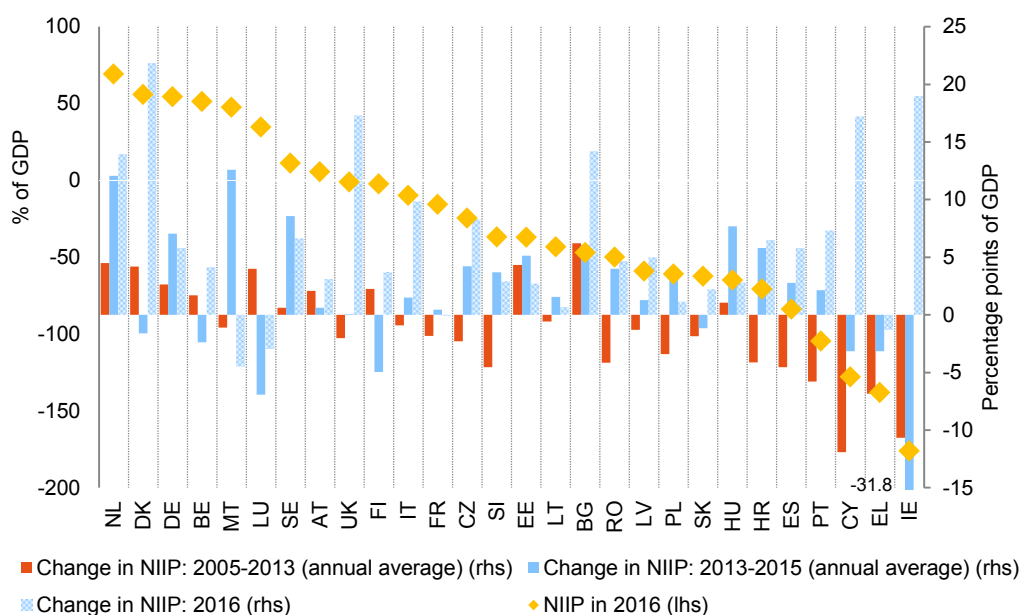 % of GDP
100
50
0
-50
-100
-150
-200
25
20
15
10
5
0
-5
-10
-15
Percentage points of GDP
-31.8
NL DK DE BE MT LU SE AT UK FI IT FR CZ SI EE LT BG RO LV PL SK HU HR ES PT CY EL IE
Change in NIIP: 2005-2013 (annual average) (rhs)
Change in NIIP: 2013-2015 (annual average) (rhs)
Change in NIIP: 2016 (rhs)
NIIP in 2016 (lhs)